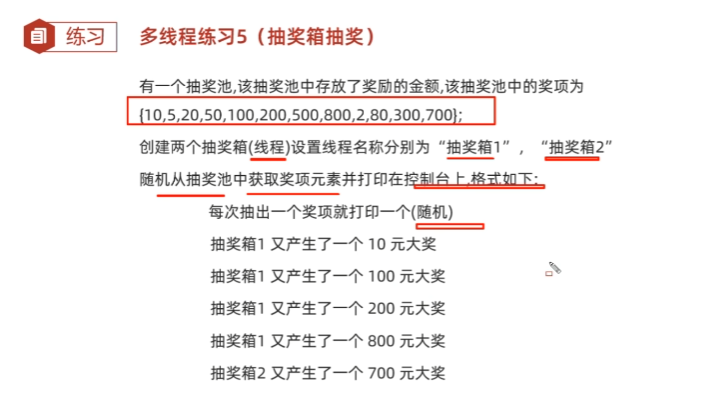 练习
多线程练习5（抽奖箱抽奖）
有一个抽奖池,该抽奖池中存放了奖励的金额,该抽奖池中的奖项为
{10,5,20,50,100,200,500,800,2,80,300,700};
创建两个抽奖箱(线程)设置线程名称分别为“抽奖箱1”，“抽奖箱2”
随机从抽奖池中获取奖项元素并打印在控制台上,格式如下:
每次抽出一个奖项就打印一个(随机)
抽奖箱1 又产生了一个 10 元大奖
抽奖箱1 又产生了一个 100 元大奖
抽奖箱1 又产生了一个 200 元大奖
抽奖箱1 又产生了一个 800 元大奖
抽奖箱2 又产生了一个 700 元大奖